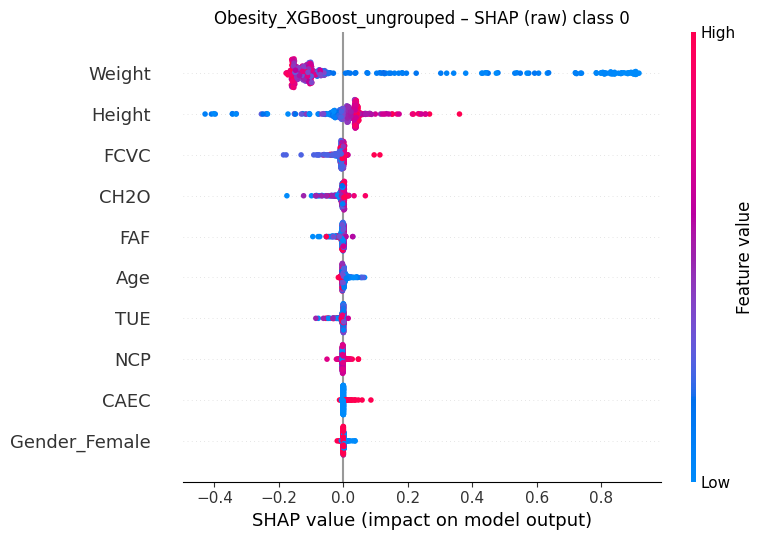 Obesity_XGBoost_ungrouped – SHAP (raw) class 0
High
Weight
Height
FCVC
CH2O
FAF
Age
TUE
NCP
CAEC
Gender_Female
Feature value
Low
−0.4 −0.2 0.0 0.2 0.4 0.6 0.8
SHAP value (impact on model output)